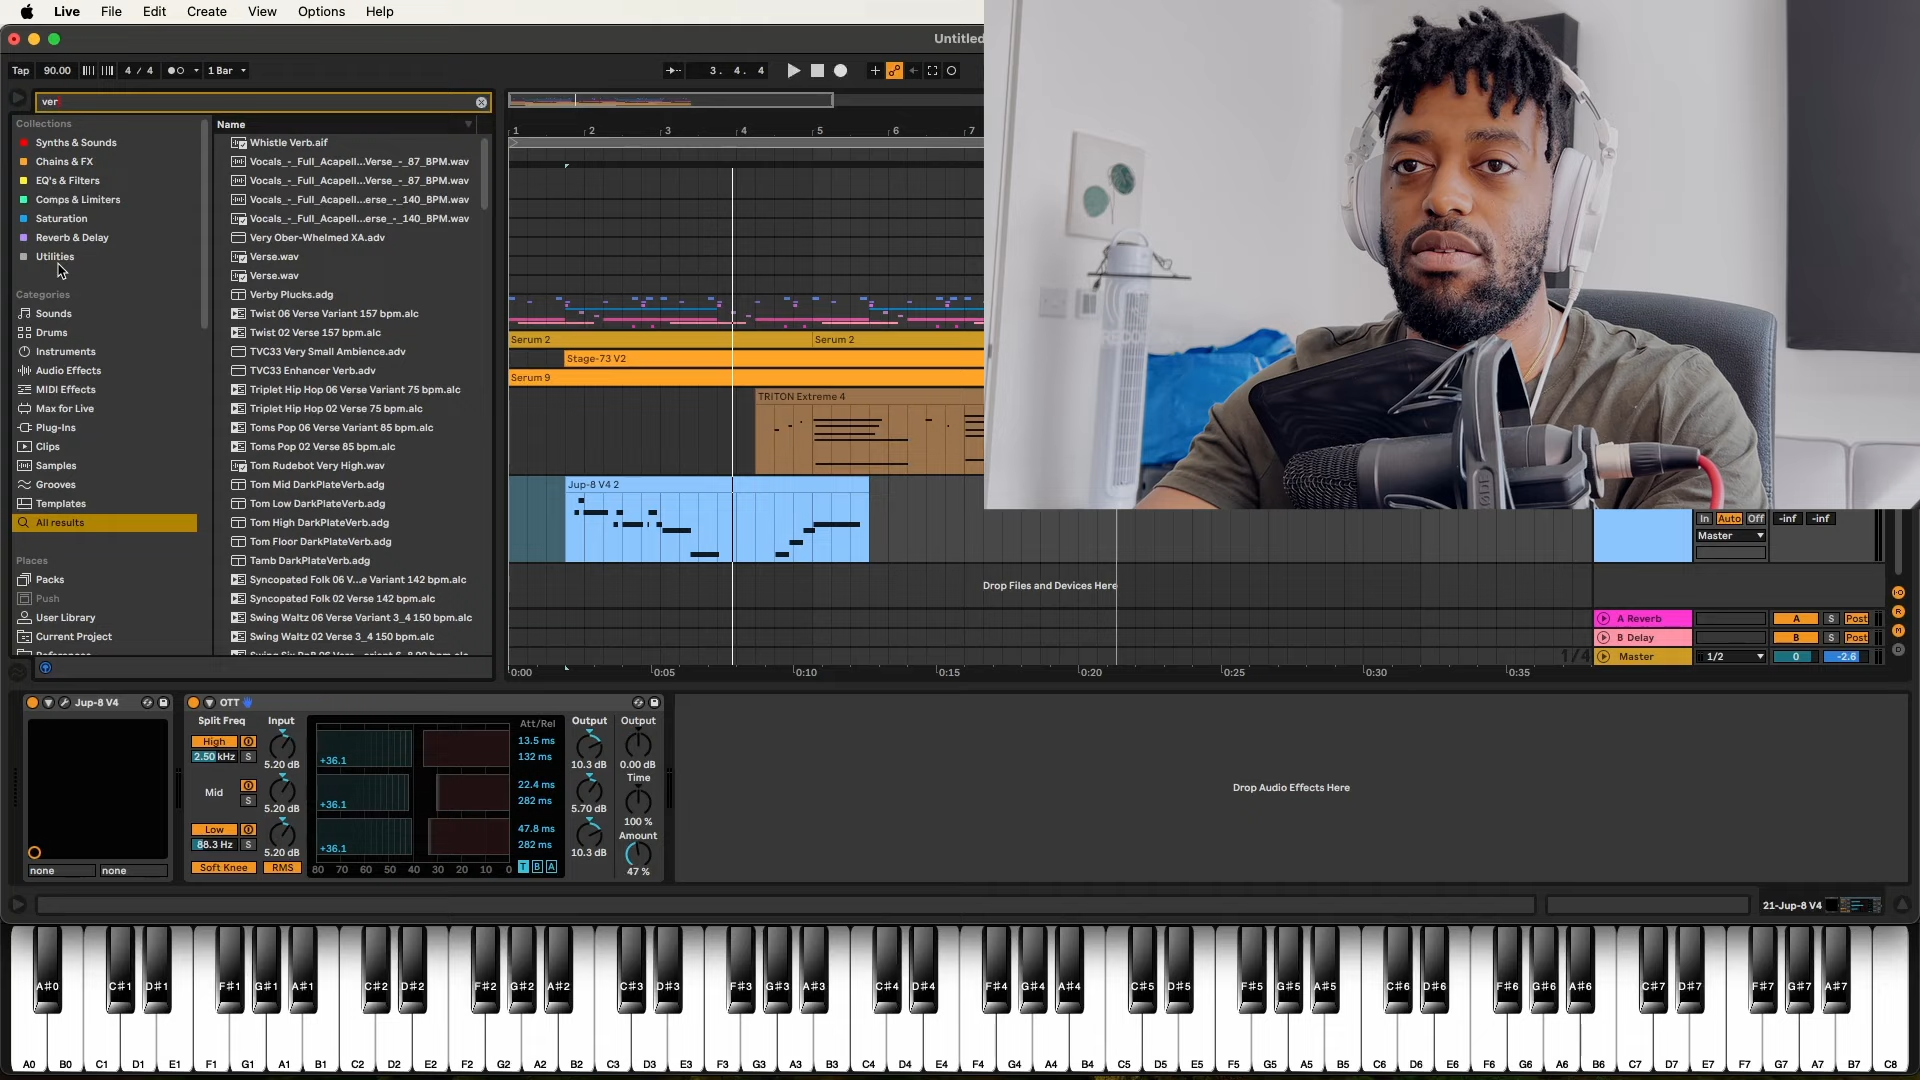 Live File Edit Create View Options Help
Untitled
Tap 90.00 4 / 4 1 Bar 3. 4. 4
ver
Collections
Synths & Sounds
Chains & FX
EQ's & Filters
Comps & Limiters
Saturation
Reverb & Delay
Utilities
Categories
Sounds
Drums
Instruments
Audio Effects
MIDI Effects
Max for Live
Plug-Ins
Clips
Samples
Grooves
Templates
All results
Places
Packs
Push
User Library
Current Project
Name
Whistle Verb.aif
Vocals_-_Full_Acapell...Verse_-_87_BPM.wav
Vocals_-_Full_Acapell...Verse_-_87_BPM.wav
Vocals_-_Full_Acapell...erse_-_140_BPM.wav
Vocals_-_Full_Acapell...erse_-_140_BPM.wav
Very Ober-Whelmed XA.adv
Verse.wav
Verse.wav
Verby Plucks.adg
Twist 06 Verse Variant 157 bpm.alc
Twist 02 Verse 157 bpm.alc
TVC33 Very Small Ambience.adv
TVC33 Enhancer Verb.adv
Triplet Hip Hop 06 Verse Variant 75 bpm.alc
Triplet Hip Hop 02 Verse 75 bpm.alc
Toms Pop 06 Verse Variant 85 bpm.alc
Toms Pop 02 Verse 85 bpm.alc
Tom Rudebot Very High.wav
Tom Mid DarkPlateVerb.adg
Tom Low DarkPlateVerb.adg
Tom High DarkPlateVerb.adg
Tom Floor DarkPlateVerb.adg
Tamb DarkPlateVerb.adg
Syncopated Folk 06 V...e Variant 142 bpm.alc
Syncopated Folk 02 Verse 142 bpm.alc
Swing Waltz 06 Verse Variant 3_4 150 bpm.alc
Swing Waltz 02 Verse 3_4 150 bpm.alc
1 2 3 4 5 6 7
Serum 2 Serum 2
Stage-73 V2
Serum 9
TRITON Extreme 4
Jup-8 V4 2
Drop Files and Devices Here
0:00 0:05 0:10 0:15 0:20 0:25 0:30 0:35
1/4
In Auto Off -inf -inf
Master
A Reverb A S Post
B Delay B S Post
Master 1/2 0 -2.6
Jup-8 V4
none none
OTT
Split Freq Input Att/Rel Output Output
High
2.50 kHz S 5.20 dB +36.1 13.5 ms 132 ms 10.3 dB 0.00 dB
Time
Mid S 5.20 dB +36.1 22.4 ms 282 ms 5.70 dB 100 %
Amount
Low
88.3 Hz S 5.20 dB +36.1 47.8 ms 282 ms 10.3 dB 47 %
Soft Knee RMS 80 70 60 50 40 30 20 10 0 T B A
Drop Audio Effects Here
21-Jup-8 V4
A#0 C#1 D#1 F#1 G#1 A#1 C#2 D#2 F#2 G#2 A#2 C#3 D#3 F#3 G#3 A#3 C#4 D#4 F#4 G#4 A#4 C#5 D#5 F#5 G#5 A#5 C#6 D#6 F#6 G#6 A#6 C#7 D#7 F#7 G#7 A#7
A0 B0 C1 D1 E1 F1 G1 A1 B1 C2 D2 E2 F2 G2 A2 B2 C3 D3 E3 F3 G3 A3 B3 C4 D4 E4 F4 G4 A4 B4 C5 D5 E5 F5 G5 A5 B5 C6 D6 E6 F6 G6 A6 B6 C7 D7 E7 F7 G7 A7 B7 C8